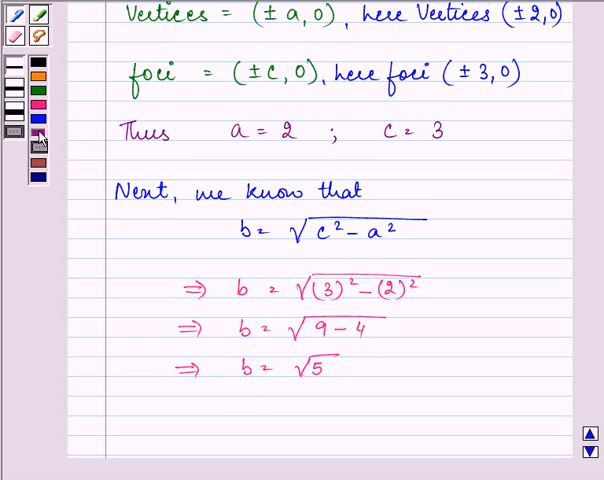 Vertices = (± a, 0), here Vertices (± 2, 0)
foci = (± c, 0), here foci (± 3, 0)
Thus a = 2 ; c = 3
Next, we know that
b = √(c² − a²)
⇒ b = √((3)² − (2)²)
⇒ b = √(9 − 4)
⇒ b = √5